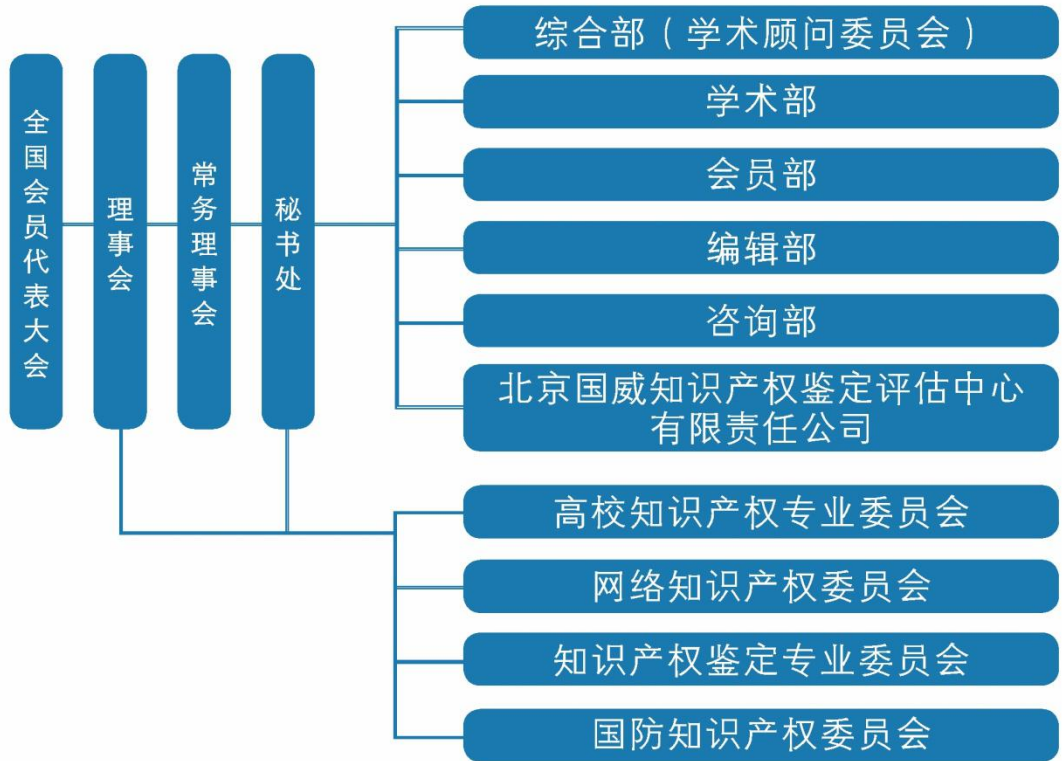 全国会员代表大会
理事会
常务理事会
秘书处
综合部（学术顾问委员会）
学术部
会员部
编辑部
咨询部
北京国威知识产权鉴定评估中心
有限责任公司
高校知识产权专业委员会
网络知识产权委员会
知识产权鉴定专业委员会
国防知识产权委员会